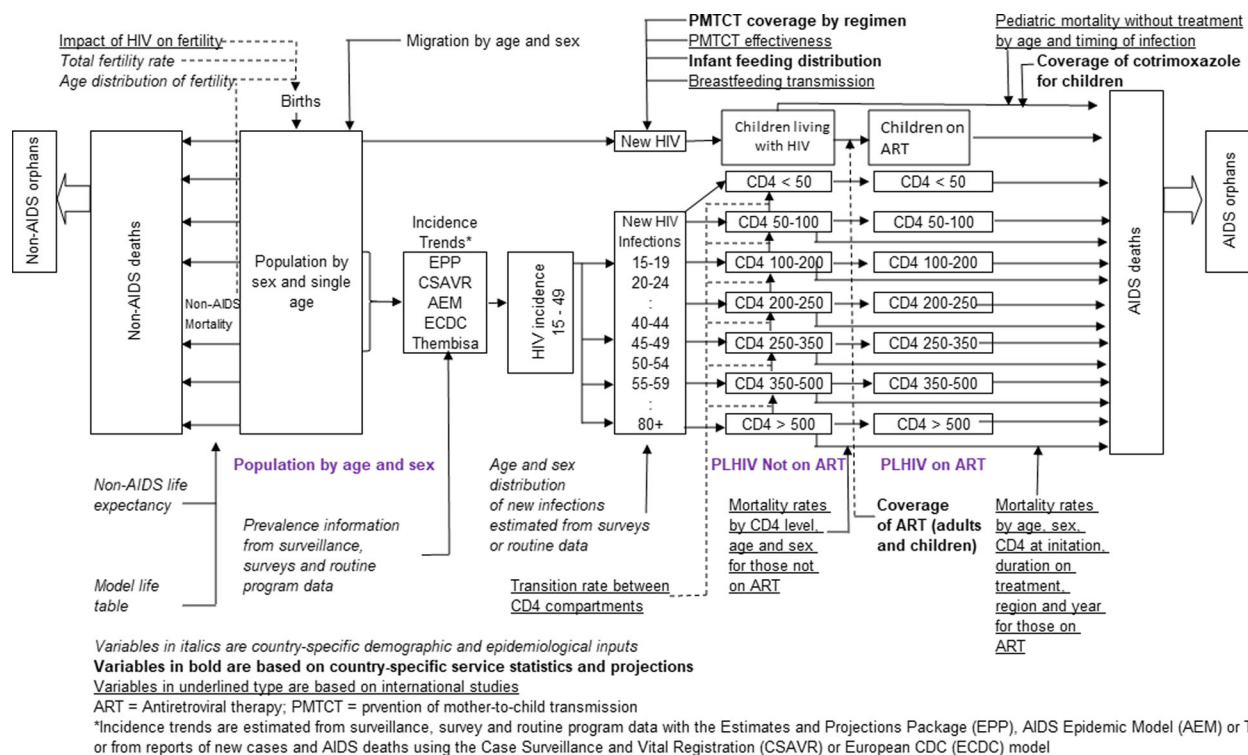 Impact of HIV on fertility
Total fertility rate
Age distribution of fertility
Births
Migration by age and sex
PMTCT coverage by regimen
PMTCT effectiveness
Infant feeding distribution
Breastfeeding transmission
Pediatric mortality without treatment
by age and timing of infection
Coverage of cotrimoxazole
for children
Non-AIDS orphans
Non-AIDS deaths
Non-AIDS
Mortality
Population by
sex and single
age
Incidence
Trends*
EPP
CSAVR
AEM
ECDC
Thembisa
HIV incidence
15 - 49
New HIV
New HIV
Infections
15-19
20-24
:
40-44
45-49
50-54
55-59
:
80+
Children living
with HIV
CD4 < 50
CD4 50-100
CD4 100-200
CD4 200-250
CD4 250-350
CD4 350-500
CD4 > 500
Children on
ART
CD4 < 50
CD4 50-100
CD4 100-200
CD4 200-250
CD4 250-350
CD4 350-500
CD4 > 500
AIDS deaths
AIDS orphans
Population by age and sex
PLHIV Not on ART
PLHIV on ART
Non-AIDS life
expectancy
Model life
table
Prevalence information
from surveillance,
surveys and routine
program data
Age and sex
distribution
of new infections
estimated from surveys
or routine data
Transition rate between
CD4 compartments
Mortality rates
by CD4 level,
age and sex
for those not
on ART
Coverage
of ART (adults
and children)
Mortality rates
by age, sex,
CD4 at initation,
duration on
treatment,
region and year
for those on
ART
Variables in italics are country-specific demographic and epidemiological inputs
Variables in bold are based on country-specific service statistics and projections
Variables in underlined type are based on international studies
ART = Antiretroviral therapy; PMTCT = prvention of mother-to-child transmission
*Incidence trends are estimated from surveillance, survey and routine program data with the Estimates and Projections Package (EPP), AIDS Epidemic Model (AEM) or T
or from reports of new cases and AIDS deaths using the Case Surveillance and Vital Registration (CSAVR) or European CDC (ECDC) model